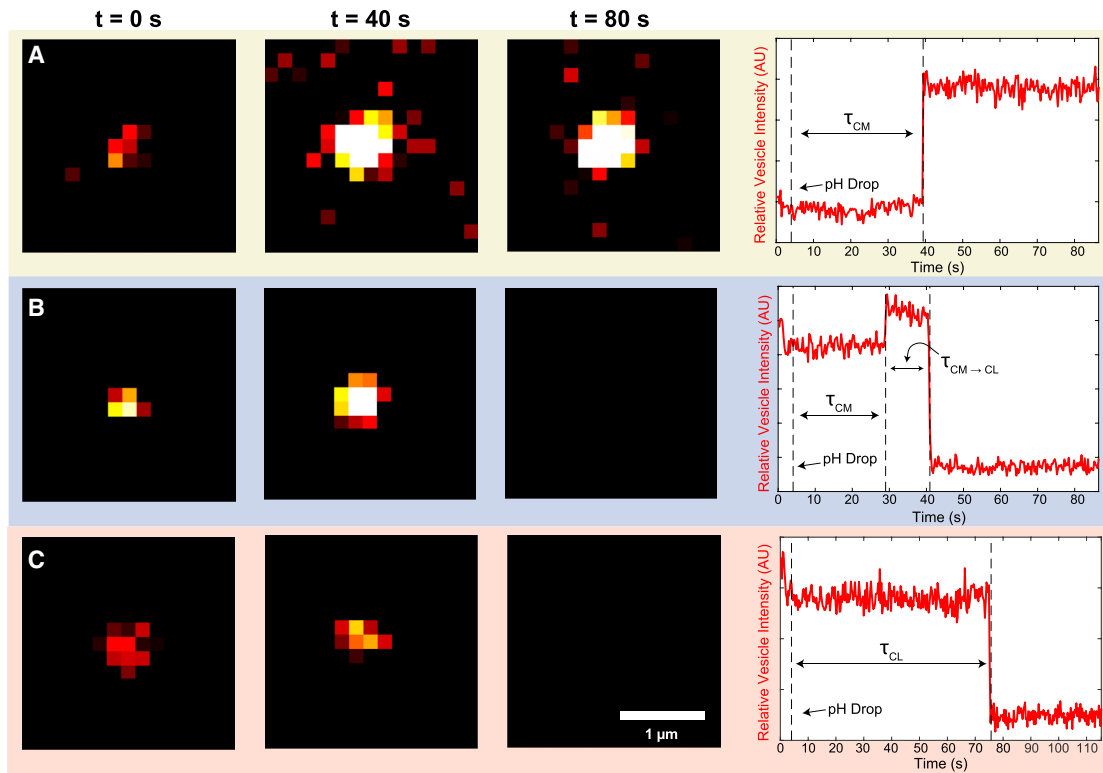 t = 0 s
t = 40 s
t = 80 s
A
Relative Vesicle Intensity (AU)
τCM
pH Drop
10 20 30 40 50 60 70 80
Time (s)
B
Relative Vesicle Intensity (AU)
τCM → CL
τCM
pH Drop
0 10 20 30 40 50 60 70 80
Time (s)
C
1 µm
Relative Vesicle Intensity (AU)
τCL
pH Drop
0 10 20 30 40 50 60 70 80 90 100 110
Time (s)